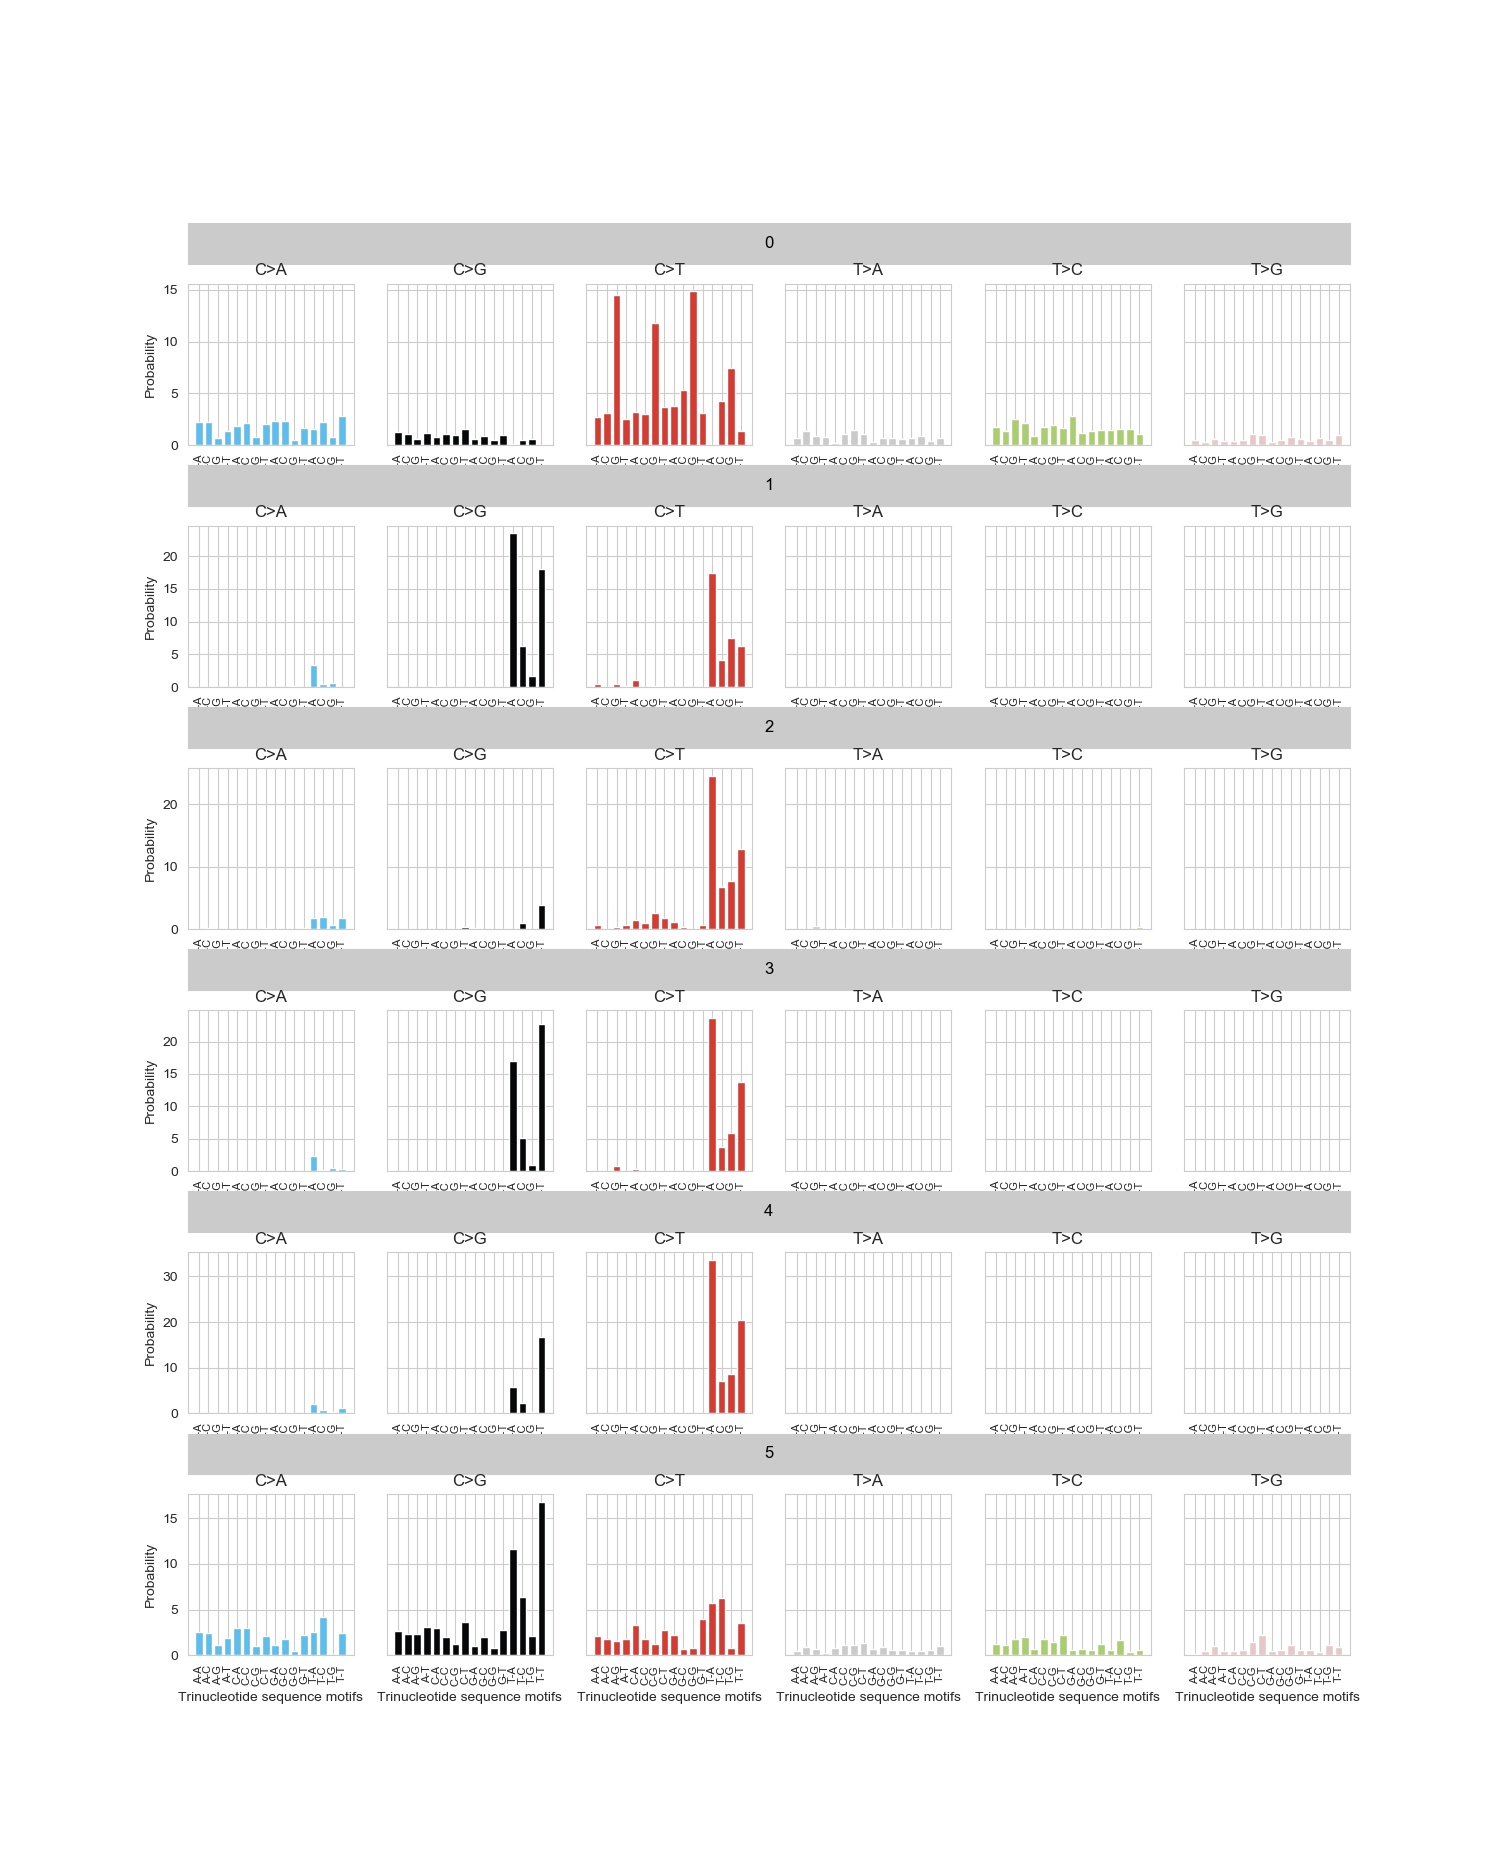 0
C>A C>G C>T T>A T>C T>G
Probability
15
10
5
0
1
C>A C>G C>T T>A T>C T>G
Probability
20
15
10
5
0
2
C>A C>G C>T T>A T>C T>G
Probability
20
10
0
3
C>A C>G C>T T>A T>C T>G
Probability
20
15
10
5
0
4
C>A C>G C>T T>A T>C T>G
Probability
30
20
10
0
5
C>A C>G C>T T>A T>C T>G
Probability
15
10
5
0
A-A A-C A-G A-T C-A C-C C-G C-T G-A G-C G-G G-T T-A T-C T-G T-T
A-A A-C A-G A-T C-A C-C C-G C-T G-A G-C G-G G-T T-A T-C T-G T-T
A-A A-C A-G A-T C-A C-C C-G C-T G-A G-C G-G G-T T-A T-C T-G T-T
A-A A-C A-G A-T C-A C-C C-G C-T G-A G-C G-G G-T T-A T-C T-G T-T
A-A A-C A-G A-T C-A C-C C-G C-T G-A G-C G-G G-T T-A T-C T-G T-T
A-A A-C A-G A-T C-A C-C C-G C-T G-A G-C G-G G-T T-A T-C T-G T-T
Trinucleotide sequence motifs Trinucleotide sequence motifs Trinucleotide sequence motifs Trinucleotide sequence motifs Trinucleotide sequence motifs Trinucleotide sequence motifs